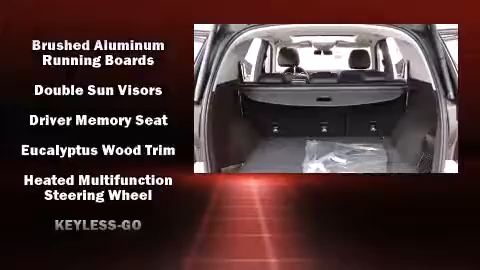 Brushed Aluminum
Running Boards
Double Sun Visors
Driver Memory Seat
Eucalyptus Wood Trim
Heated Multifunction
Steering Wheel
KEYLESS-GO